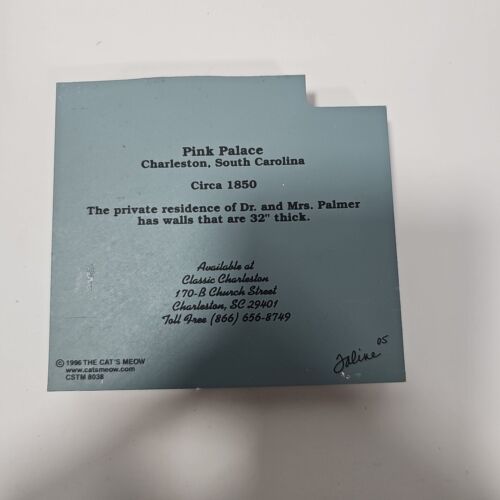 Pink Palace
Charleston, South Carolina
Circa 1850
The private residence of Dr. and Mrs. Palmer
has walls that are 32" thick.
Available at
Classic Charleston
170-B Church Street
Charleston, SC 29401
Toll Free (866) 656-8749
© 1996 THE CAT'S MEOW
www.catsmeow.com
CSTM 8038
Faline 05